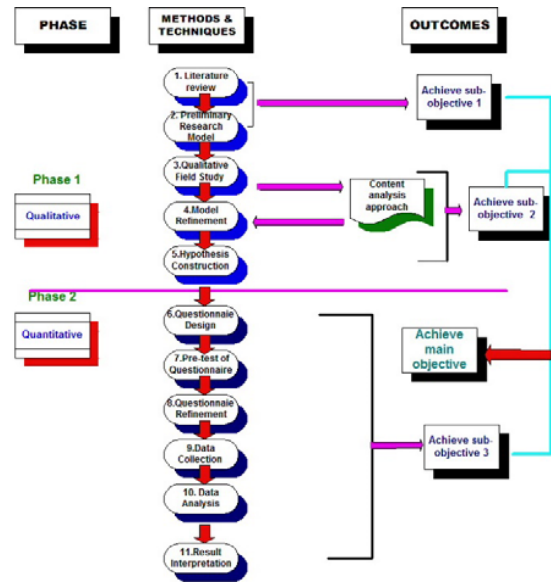 PHASE
METHODS &
TECHNIQUES
OUTCOMES
1. Literature
review
2. Preliminary
Research
Model
Achieve sub-
objective 1
3.Qualitative
Field Study
Phase 1
Qualitative
4.Model
Refinement
Content
analysis
approach
Achieve sub-
objective 2
5.Hypothesis
Construction
Phase 2
Quantitative
6.Questionnaie
Design
7.Pre-test of
Questionnaire
Achieve
main
objective
8.Questionnaie
Refinement
9.Data
Collection
Achieve sub-
objective 3
10. Data
Analysis
11.Result
Interpretation